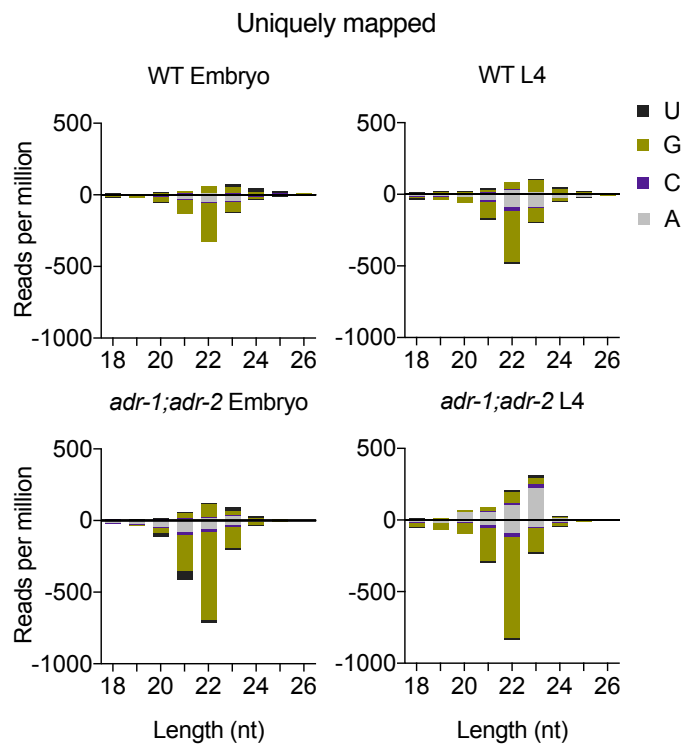 Uniquely mapped
WT Embryo
WT L4
500
0
-500
-1000
Reads per million
18 20 22 24 26
500
0
-500
-1000
18 20 22 24 26
U
G
C
A
adr-1;adr-2 Embryo
adr-1;adr-2 L4
500
0
-500
-1000
Reads per million
18 20 22 24 26
Length (nt)
500
0
-500
-1000
18 20 22 24 26
Length (nt)